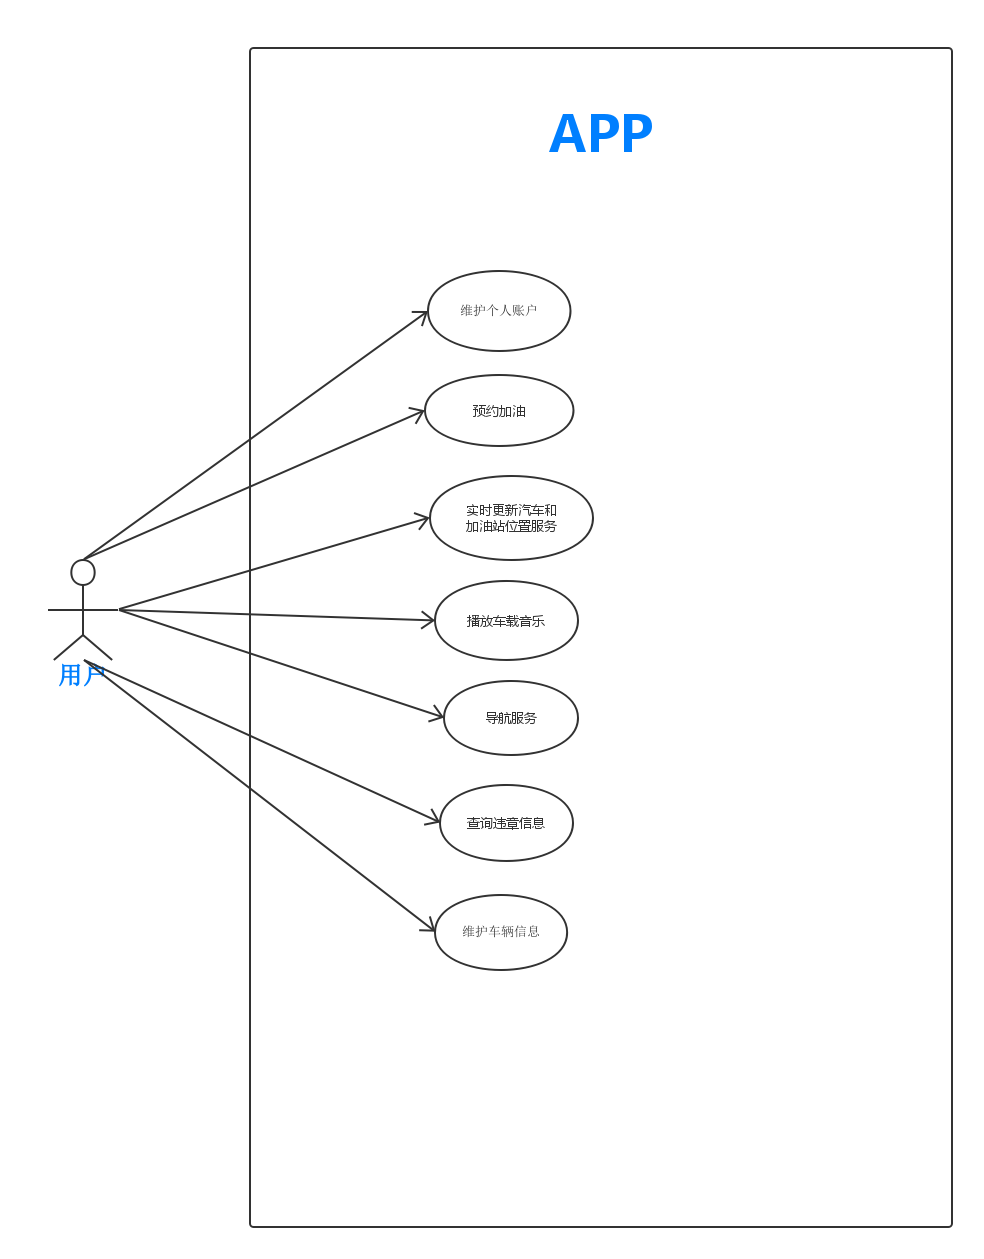 APP
维护个人账户
预约加油
实时更新汽车和
加油站位置服务
播放车载音乐
用户
导航服务
查询违章信息
维护车辆信息